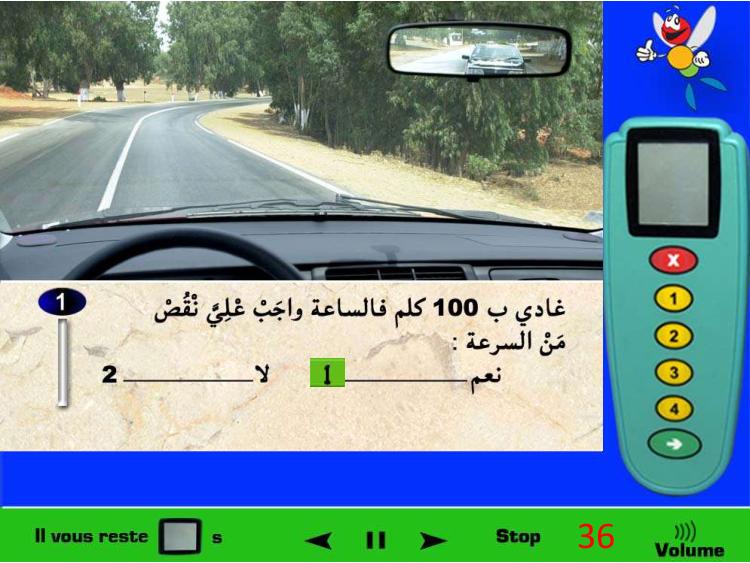 X
1
2
3
4
1
غادي ب 100 كلم فالساعة واجَبْ عْلِيَّ نْقُصْ
مَنْ السرعة :
نعم 1 لا 2
Il vous reste s Stop 36 Volume